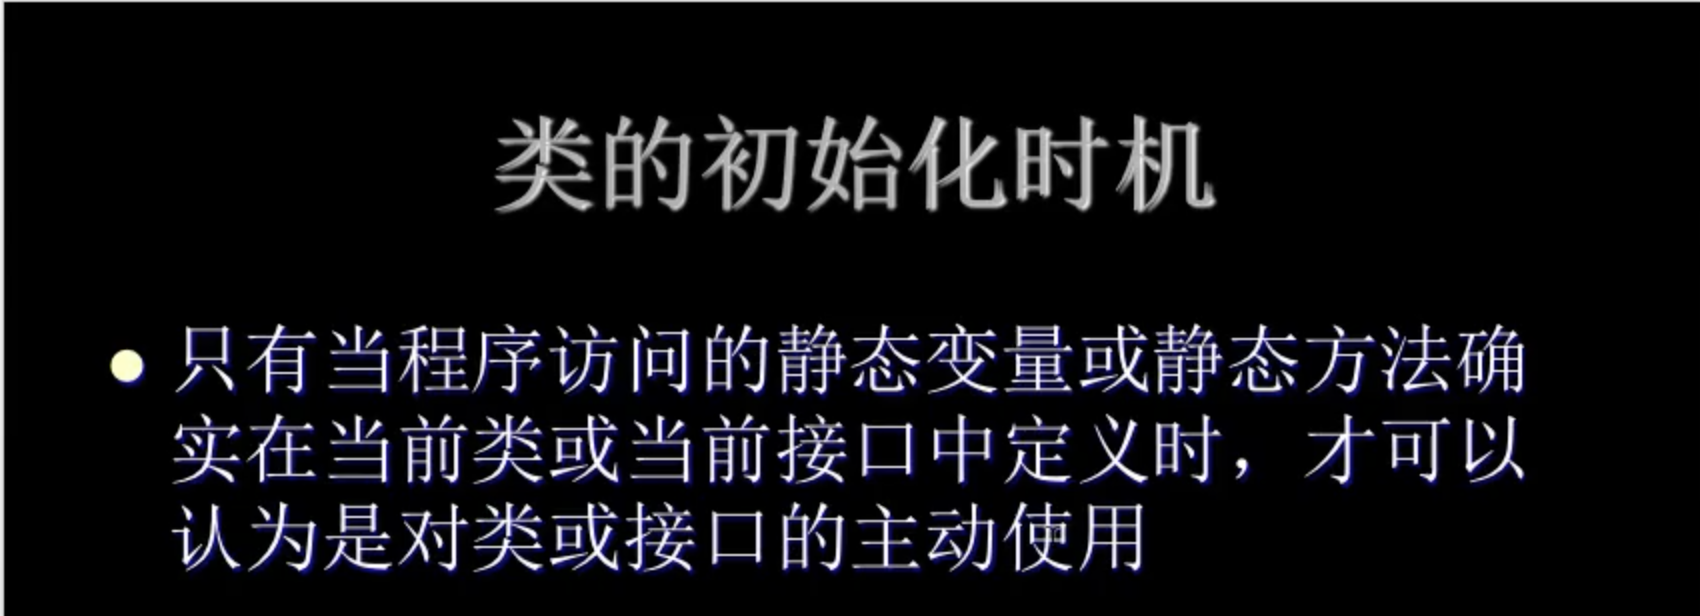 类的初始化时机
只有当程序访问的静态变量或静态方法确
实在当前类或当前接口中定义时，才可以
认为是对类或接口的主动使用